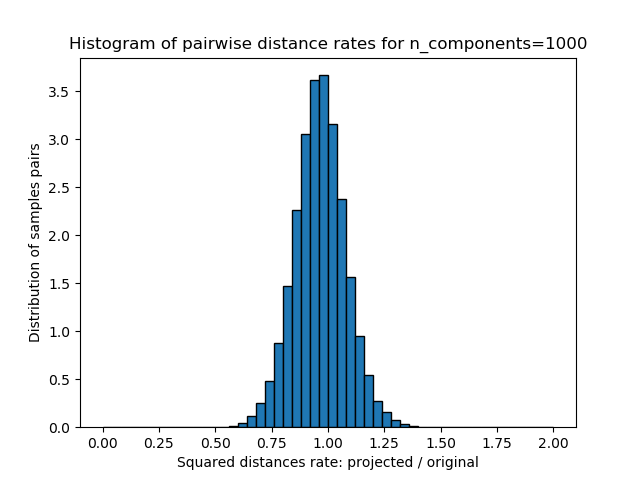 Histogram of pairwise distance rates for n_components=1000
Distribution of samples pairs
3.5
3.0
2.5
2.0
1.5
1.0
0.5
0.0
0.00 0.25 0.50 0.75 1.00 1.25 1.50 1.75 2.00
Squared distances rate: projected / original